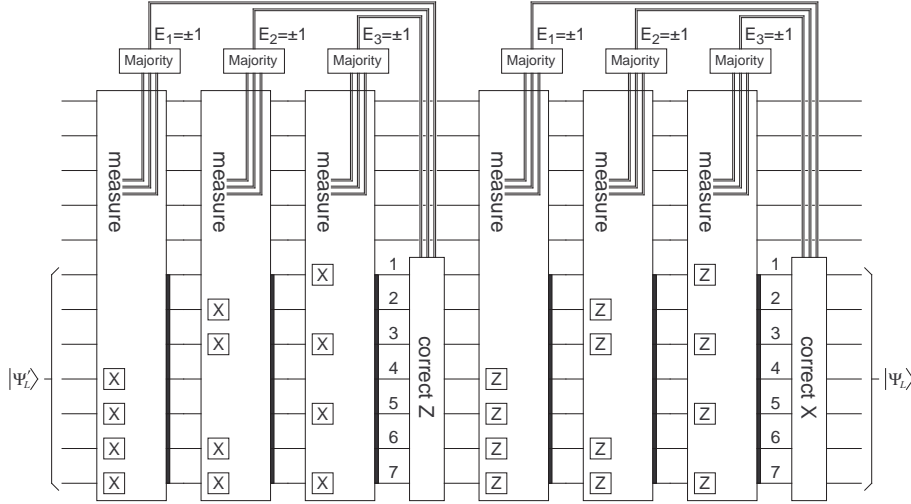 E₁=±1 E₂=±1 E₃=±1 E₁=±1 E₂=±1 E₃=±1
Majority Majority Majority Majority Majority Majority
measure measure measure measure measure measure
X 1 Z 1
X 2 Z 2
X X 3 Z Z 3
|Ψ_L⟩ X 4 Z 4 |Ψ_L⟩
X X 5 Z Z 5
X X 6 Z Z 6
X X X 7 Z Z Z 7
correct Z correct X